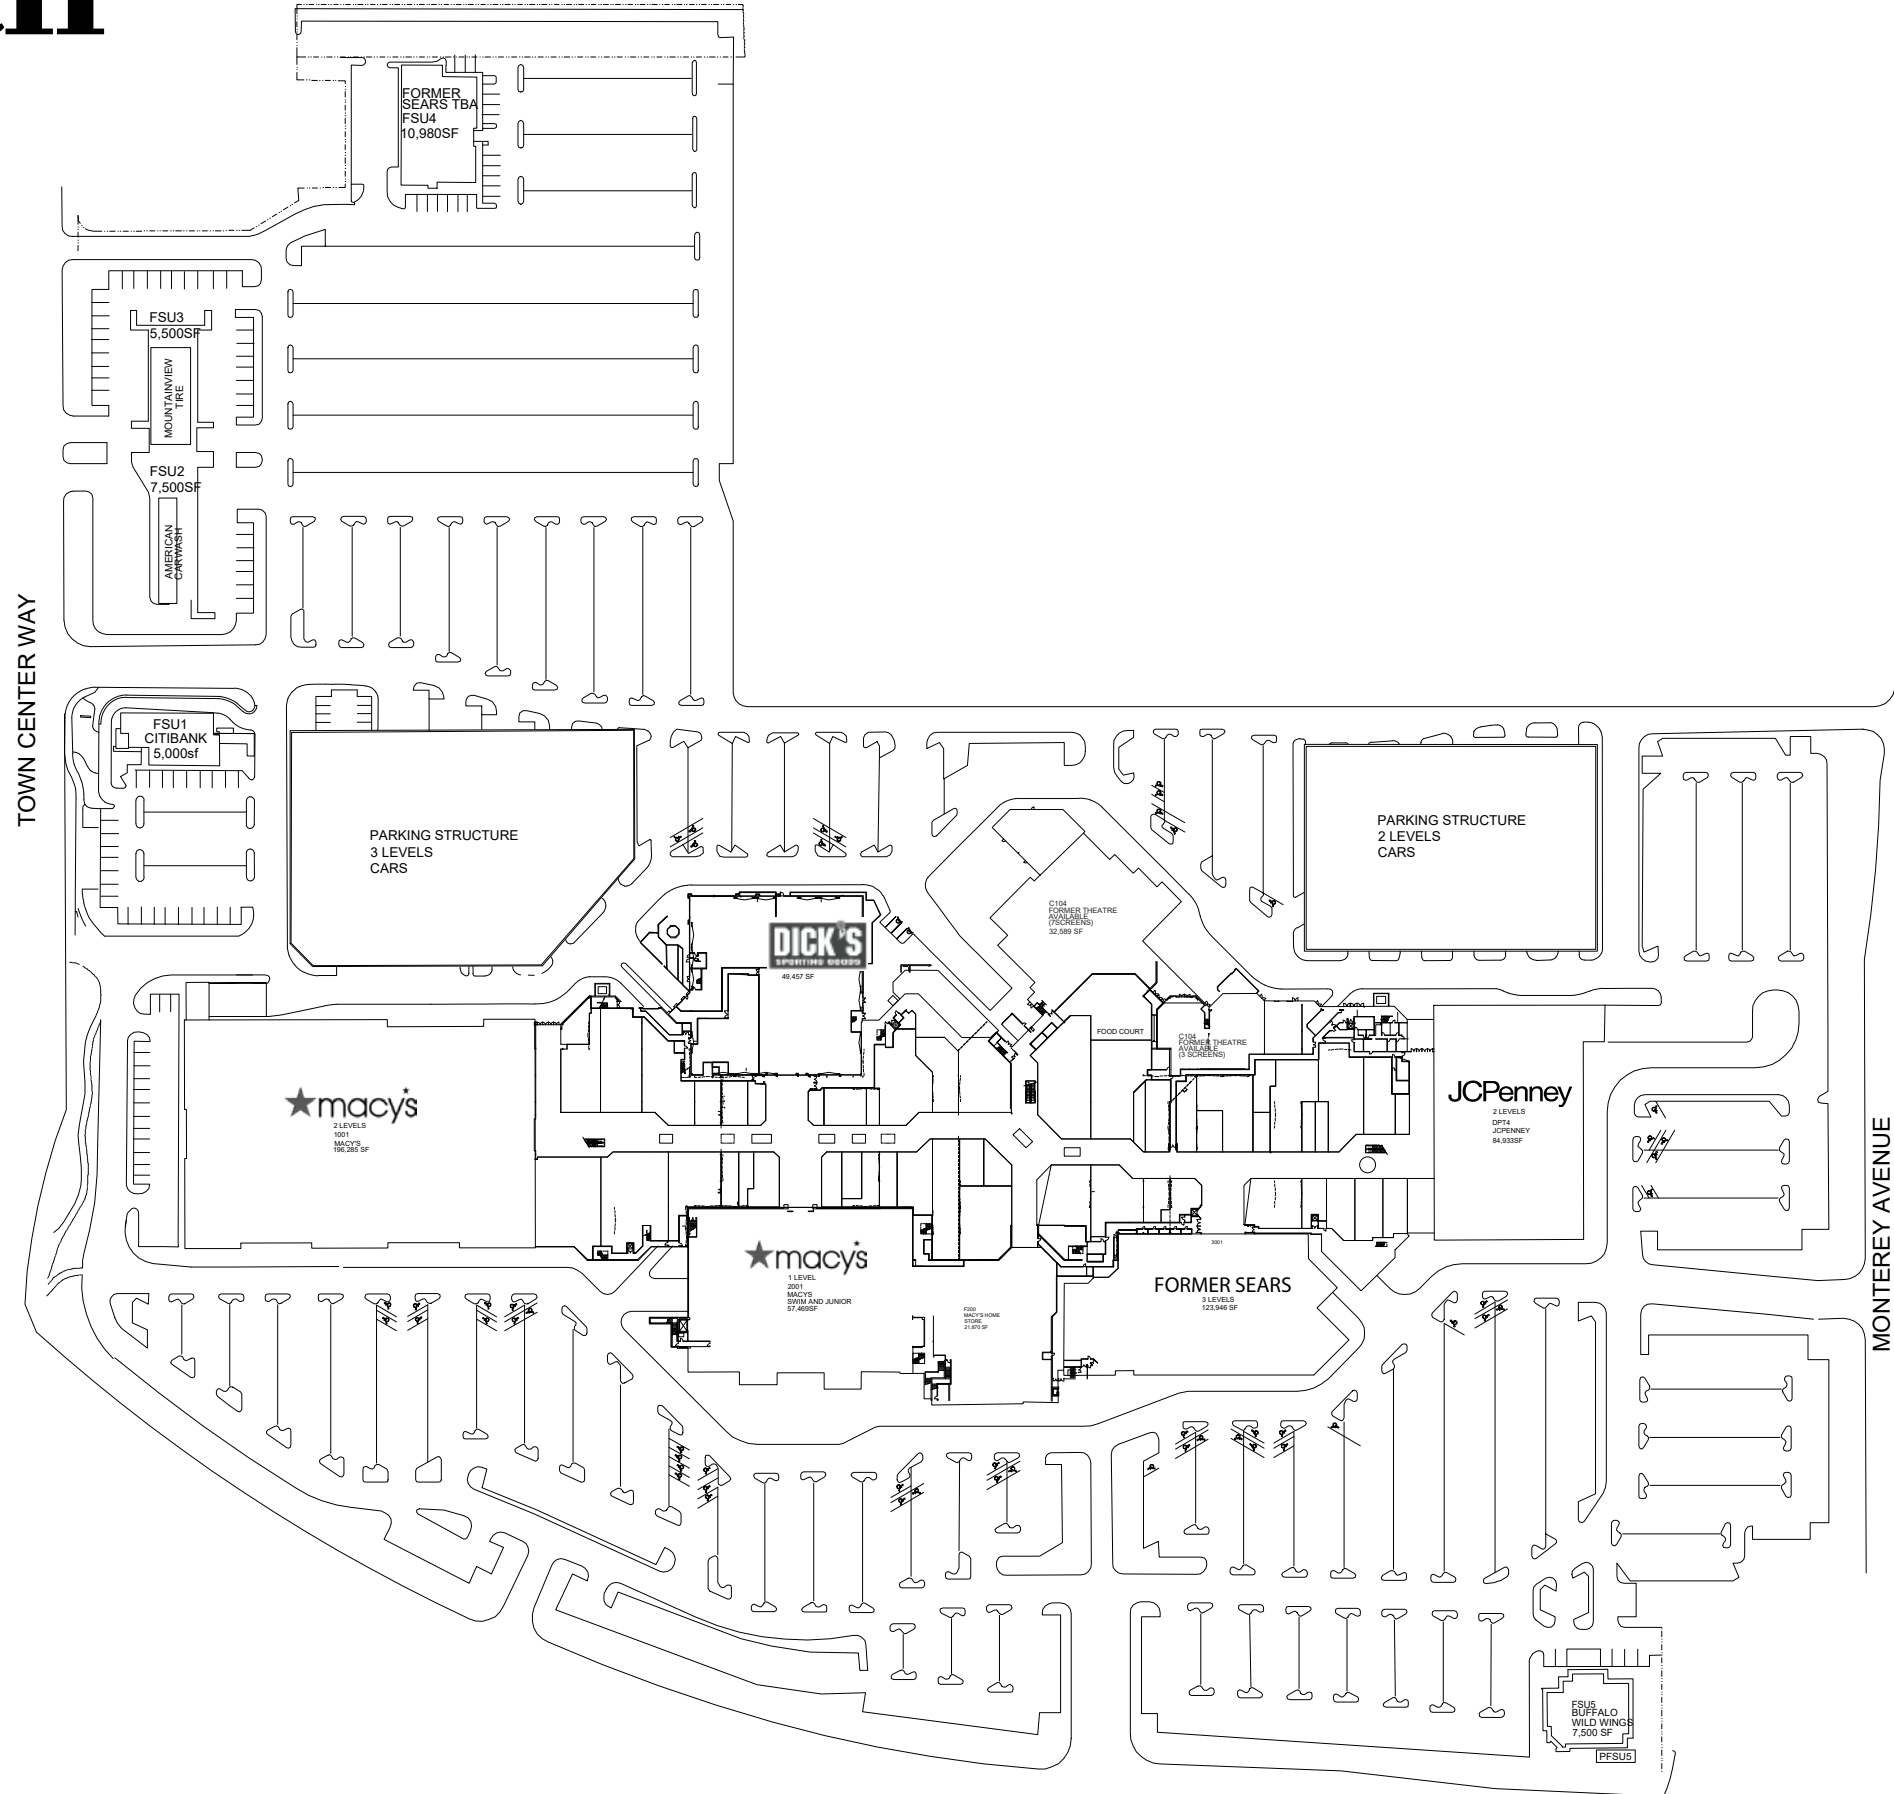 FORMER
SEARS TBA
FSU4
10,980SF
FSU3
5,500SF
MOUNTAINVIEW
TIRE
FSU2
7,500SF
AMERICAN
CARWASH
TOWN CENTER WAY
FSU1
CITIBANK
5,000sf
PARKING STRUCTURE
3 LEVELS
CARS
PARKING STRUCTURE
2 LEVELS
CARS
C104
FORMER THEATRE
AVAILABLE
(7SCREENS)
32,589 SF
DICK'S
SPORTING GOODS
49,457 SF
FOOD COURT
C104
FORMER THEATRE
AVAILABLE
(3 SCREENS)
macy's
2 LEVELS
1001
MACY'S
196,285 SF
JCPenney
2 LEVELS
DPT4
JCPENNEY
84,933SF
MONTEREY AVENUE
macy's
1 LEVEL
2001
MACYS
SWIM AND JUNIOR
57,469SF
F200
MACY'S HOME
STORE
21,870 SF
3001
FORMER SEARS
3 LEVELS
123,946 SF
FSU5
BUFFALO
WILD WINGS
7,500 SF
PFSU5